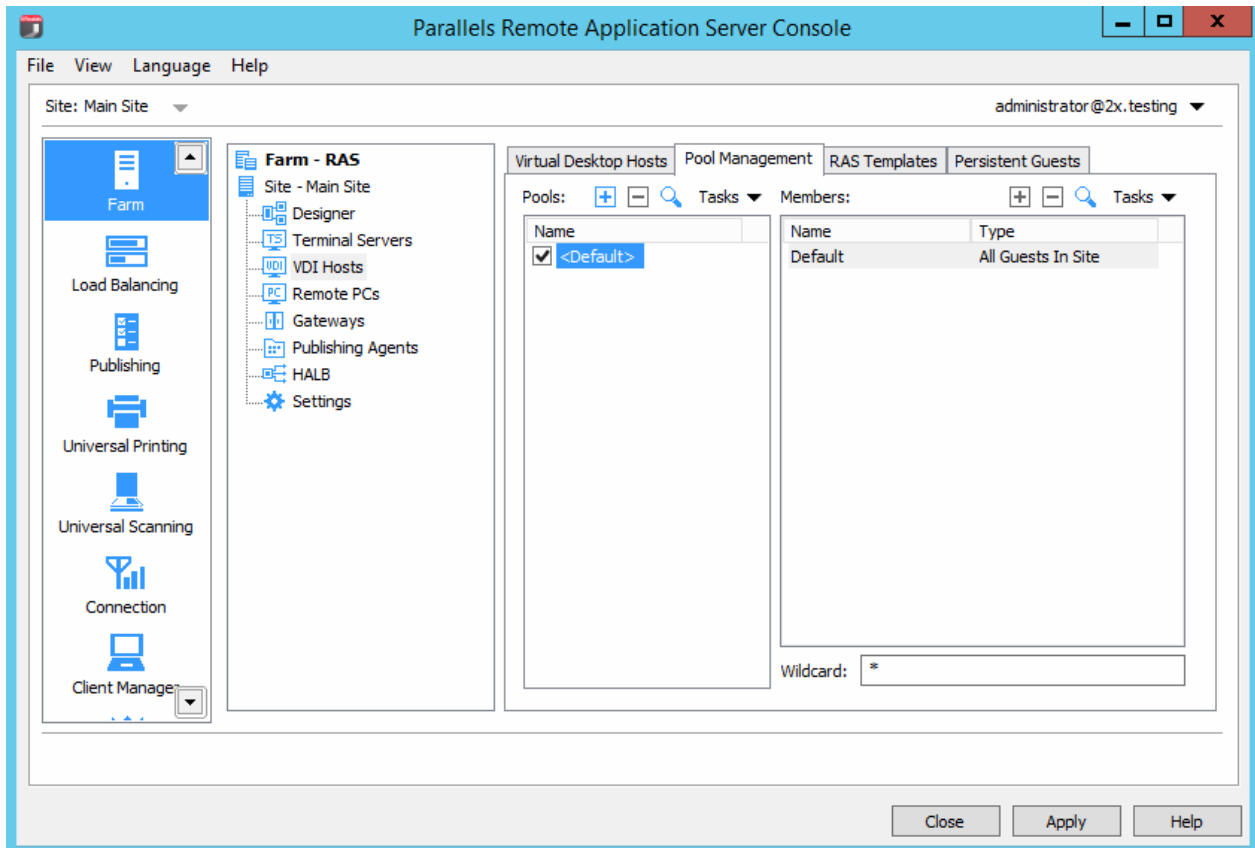 Parallels Remote Application Server Console
File View Language Help
Site: Main Site
administrator@2x.testing
Farm
Load Balancing
Publishing
Universal Printing
Universal Scanning
Connection
Client Manager
Farm - RAS
Site - Main Site
Designer
TS Terminal Servers
VDI VDI Hosts
PC Remote PCs
Gateways
Publishing Agents
HALB
Settings
Virtual Desktop Hosts Pool Management RAS Templates Persistent Guests
Pools: Tasks
Name
<Default>
Members: Tasks
Name Type
Default All Guests In Site
Wildcard: *
Close Apply Help